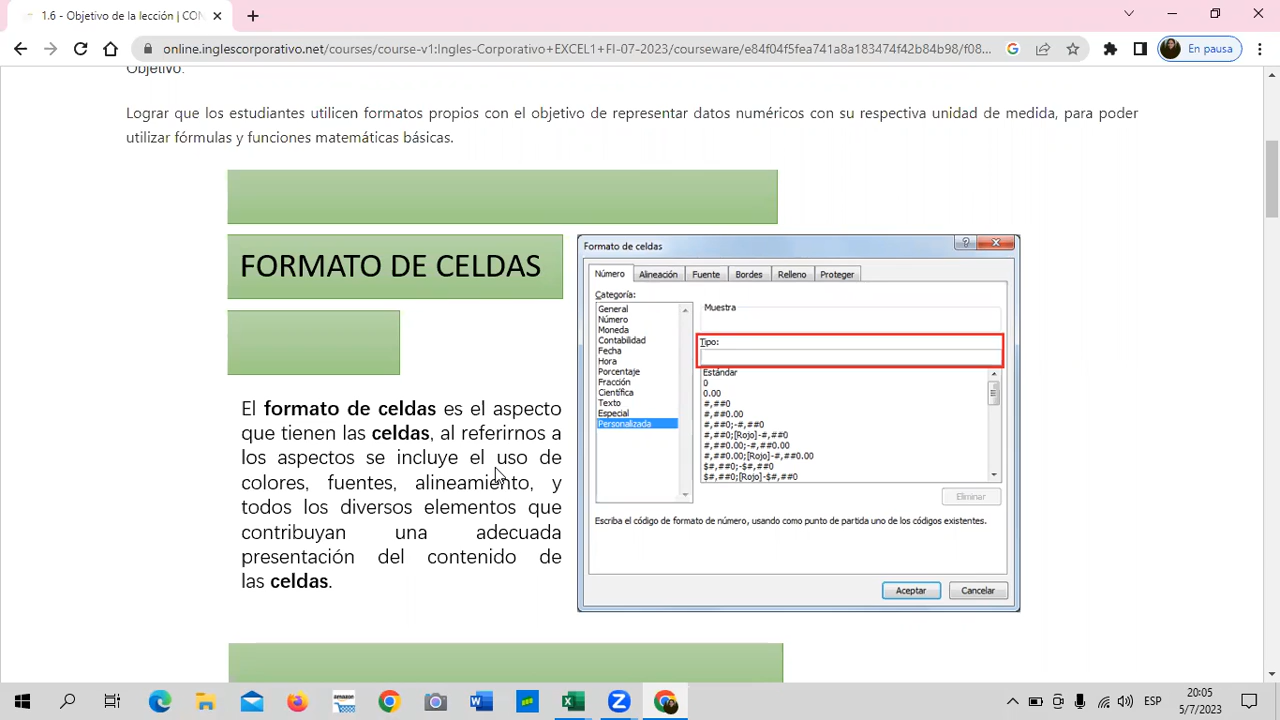 1.6 - Objetivo de la lección | CON
online.inglescorporativo.net/courses/course-v1:Ingles-Corporativo+EXCEL1+FI-07-2023/courseware/e84f04f5fea741a88183474f42b84b98/f08...
En pausa
Objetivo:
Lograr que los estudiantes utilicen formatos propios con el objetivo de representar datos numéricos con su respectiva unidad de medida, para poder
utilizar fórmulas y funciones matemáticas básicas.
FORMATO DE CELDAS
El formato de celdas es el aspecto
que tienen las celdas, al referirnos a
los aspectos se incluye el uso de
colores, fuentes, alineamiento, y
todos los diversos elementos que
contribuyan una adecuada
presentación del contenido de
las celdas.
Formato de celdas
Número Alineación Fuente Bordes Relleno Proteger
Categoría:
General
Número
Moneda
Contabilidad
Fecha
Hora
Porcentaje
Fracción
Científica
Texto
Especial
Personalizada
Muestra
Tipo:
Estándar
0
0.00
#,##0
#,##0.00
#,##0;-#,##0
#,##0;[Rojo]-#,##0
#,##0.00;-#,##0.00
#,##0.00;[Rojo]-#,##0.00
$#,##0;-$#,##0
$#,##0;[Rojo]-$#,##0
Eliminar
Escriba el código de formato de número, usando como punto de partida uno de los códigos existentes.
Aceptar Cancelar
amazon
ESP
20:05
5/7/2023